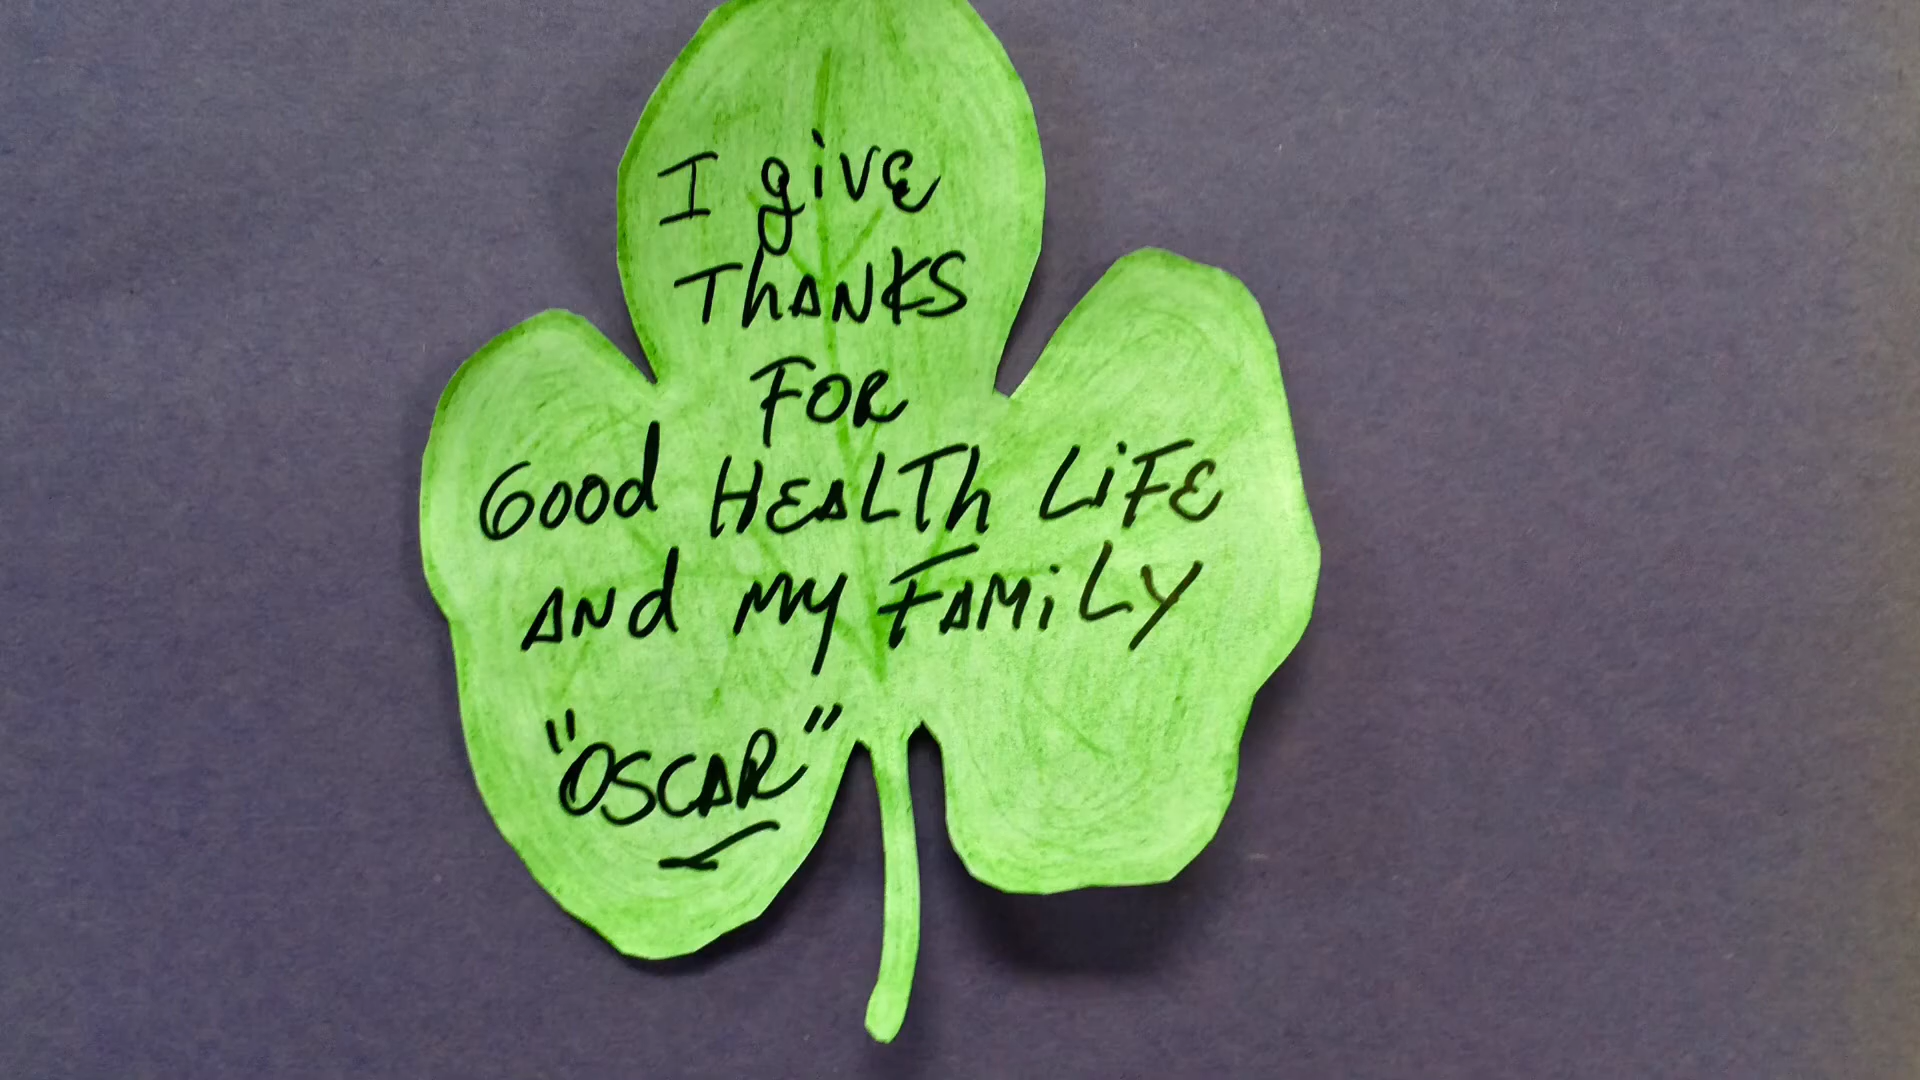 I give
ThANKS
FOR
Good HEALTh LiFE
ANd My FAMiLY
"OSCAR"